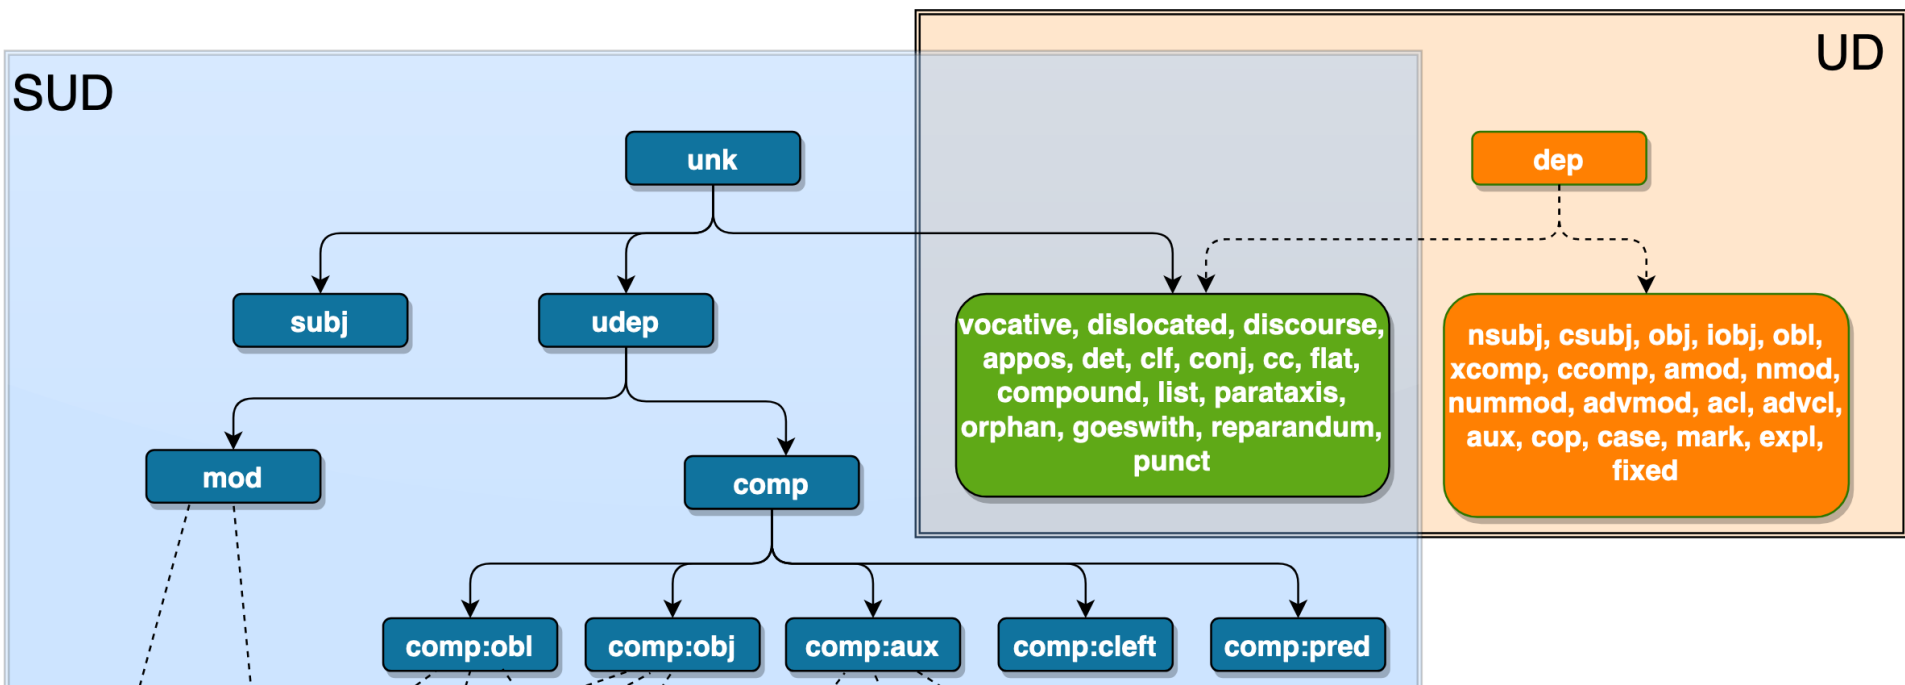 UD
SUD
unk
dep
subj
udep
vocative, dislocated, discourse,
appos, det, clf, conj, cc, flat,
compound, list, parataxis,
orphan, goeswith, reparandum,
punct
nsubj, csubj, obj, iobj, obl,
xcomp, ccomp, amod, nmod,
nummod, advmod, acl, advcl,
aux, cop, case, mark, expl,
fixed
mod
comp
comp:obl
comp:obj
comp:aux
comp:cleft
comp:pred